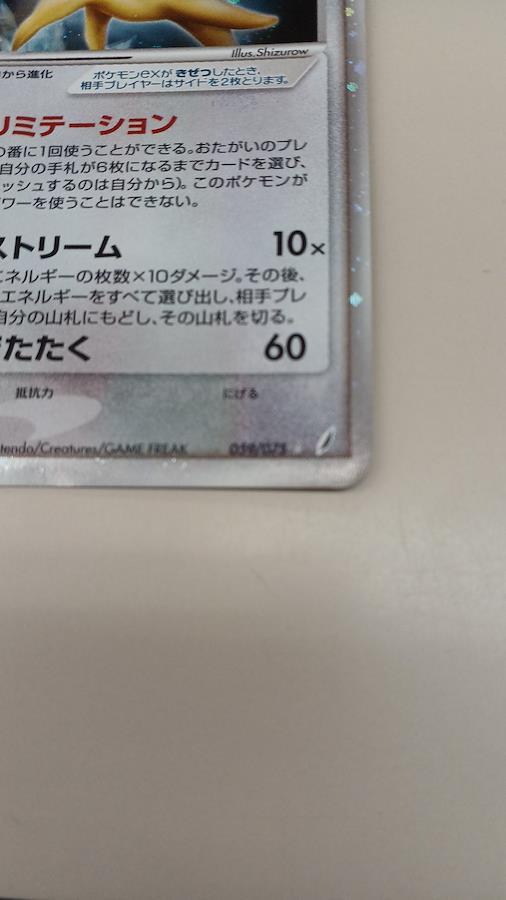 Illus. Shizurow
から進化
ポケモンexが きぜつしたとき、
相手プレイヤーはサイドを2枚とります。
リミテーション
の番に1回使うことができる。おたがいのプレ
自分の手札が6枚になるまでカードを選び、
ッシュするのは自分から)。このポケモンが
ワーを使うことはできない。
ストリーム 10×
エネルギーの枚数×10ダメージ。その後、
エネルギーをすべて選び出し、相手プレ
自分の山札にもどし、その山札を切る。
たたく 60
抵抗力 にげる
tendo/Creatures/GAME FREAK